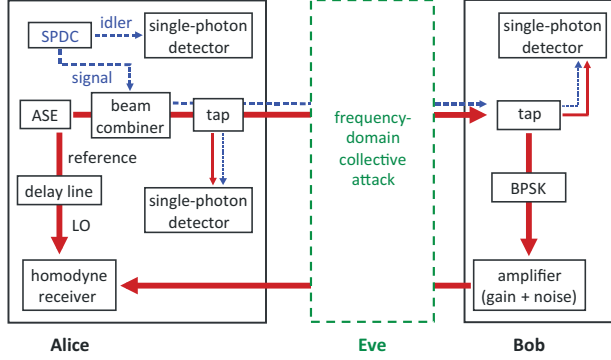 SPDC
idler
single-photon
detector
signal
ASE
beam
combiner
tap
reference
delay line
LO
single-photon
detector
homodyne
receiver
Alice
frequency-
domain
collective
attack
Eve
single-photon
detector
tap
BPSK
amplifier
(gain + noise)
Bob